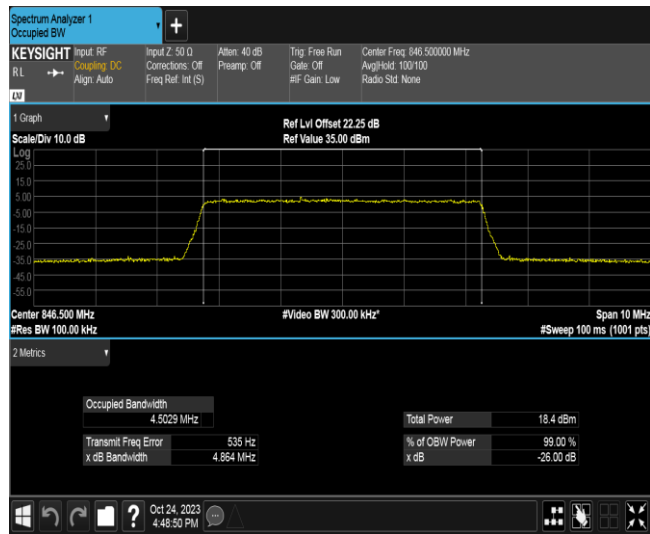 Spectrum Analyzer 1
Occupied BW
+
KEYSIGHT Input: RF Input Z: 50 Ω Atten: 40 dB Trig: Free Run Center Freq: 846.500000 MHz
RL Coupling: DC Corrections: Off Preamp: Off Gate: Off Avg|Hold: 100/100
Align: Auto Freq Ref: Int (S) #IF Gain: Low Radio Std: None
LXI
1 Graph Ref Lvl Offset 22.25 dB
Scale/Div 10.0 dB Ref Value 35.00 dBm
Log
25.0
15.0
5.00
-5.00
-15.0
-25.0
-35.0
-45.0
-55.0
Center 846.500 MHz #Video BW 300.00 kHz* Span 10 MHz
#Res BW 100.00 kHz #Sweep 100 ms (1001 pts)
2 Metrics
Occupied Bandwidth
4.5029 MHz Total Power 18.4 dBm
Transmit Freq Error 535 Hz % of OBW Power 99.00 %
x dB Bandwidth 4.864 MHz x dB -26.00 dB
? Oct 24, 2023
4:48:50 PM